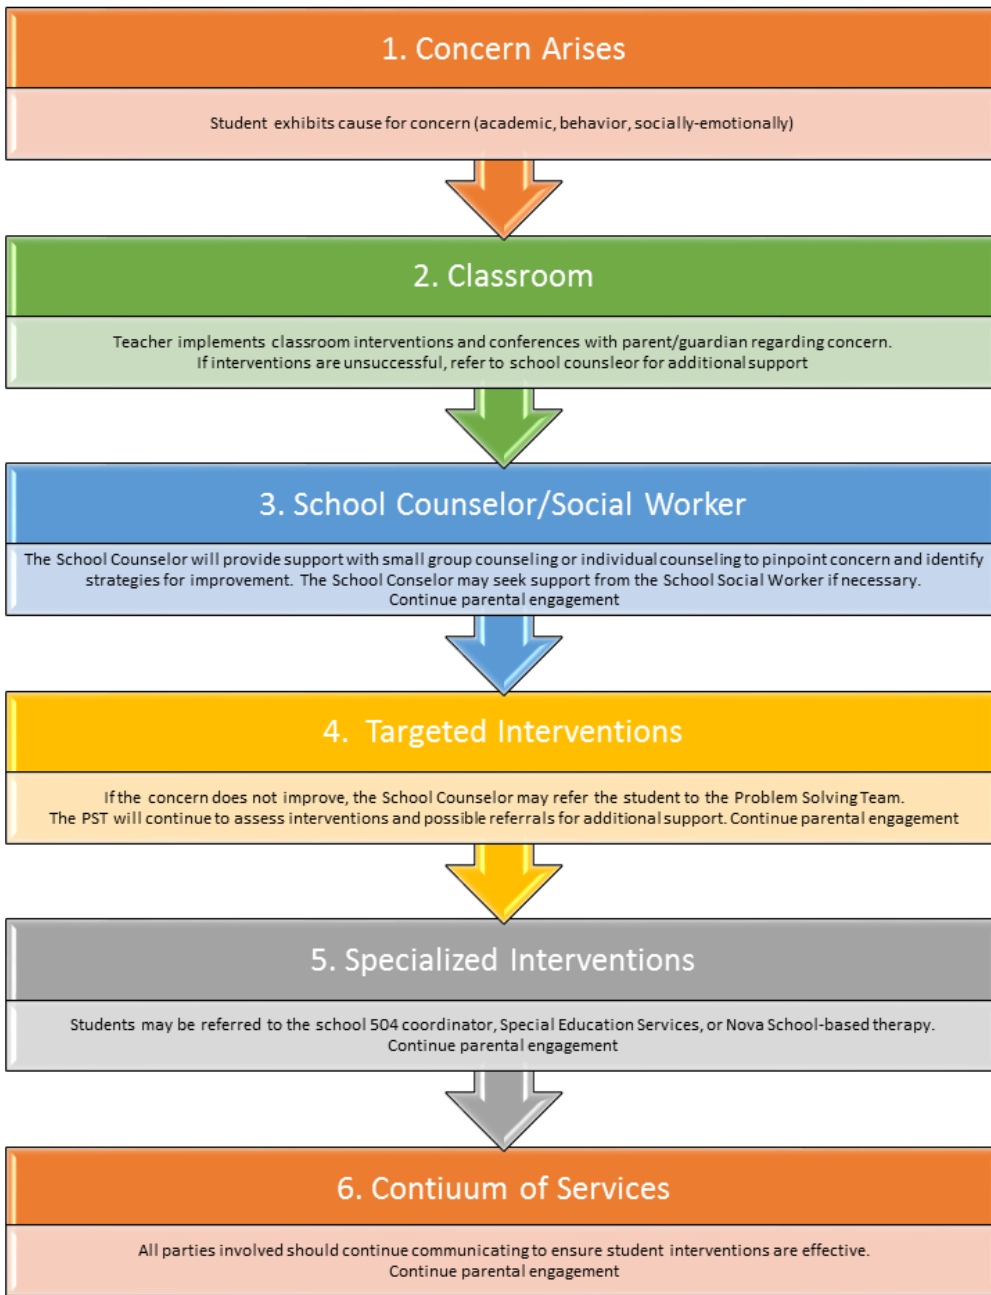 1. Concern Arises
Student exhibits cause for concern (academic, behavior, socially-emotionally)
2. Classroom
Teacher implements classroom interventions and conferences with parent/guardian regarding concern.
If interventions are unsuccessful, refer to school counsleor for additional support
3. School Counselor/Social Worker
The School Counselor will provide support with small group counseling or individual counseling to pinpoint concern and identify
strategies for improvement. The School Conselor may seek support from the School Social Worker if necessary.
Continue parental engagement
4. Targeted Interventions
If the concern does not improve, the School Counselor may refer the student to the Problem Solving Team.
The PST will continue to assess interventions and possible referrals for additional support. Continue parental engagement
5. Specialized Interventions
Students may be referred to the school 504 coordinator, Special Education Services, or Nova School-based therapy.
Continue parental engagement
6. Contiuum of Services
All parties involved should continue communicating to ensure student interventions are effective.
Continue parental engagement